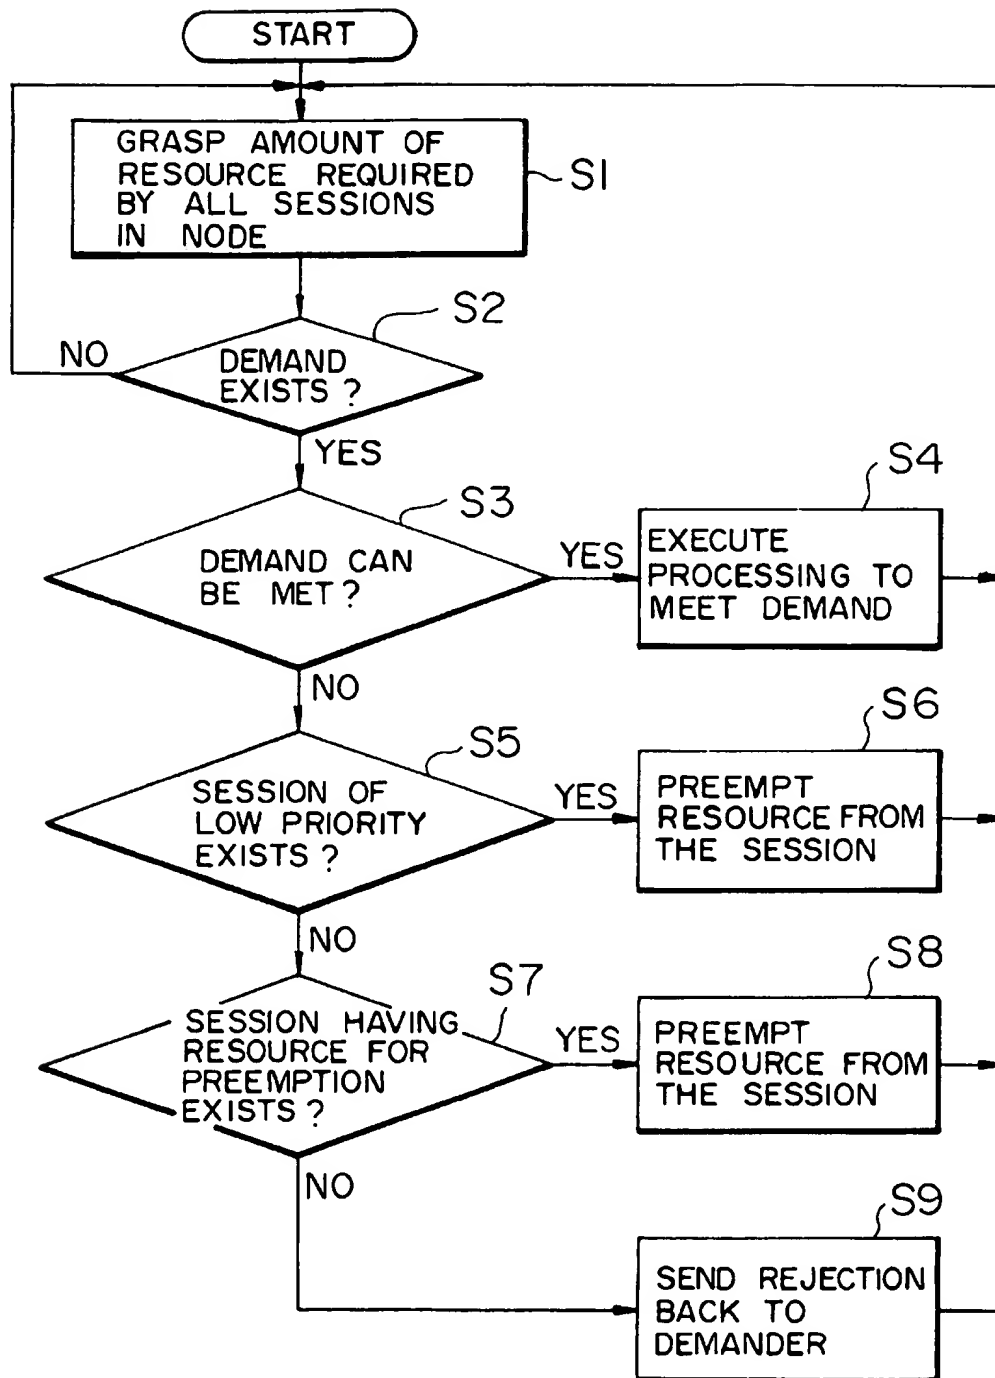 START
GRASP AMOUNT OF
RESOURCE REQUIRED
BY ALL SESSIONS
IN NODE
S1
S2
NO
DEMAND
EXISTS ?
YES
S3
DEMAND CAN
BE MET ?
YES
S4
EXECUTE
PROCESSING TO
MEET DEMAND
NO
S5
SESSION OF
LOW PRIORITY
EXISTS ?
YES
S6
PREEMPT
RESOURCE FROM
THE SESSION
NO
S7
SESSION HAVING
RESOURCE FOR
PREEMPTION
EXISTS ?
YES
S8
PREEMPT
RESOURCE FROM
THE SESSION
NO
S9
SEND REJECTION
BACK TO
DEMANDER